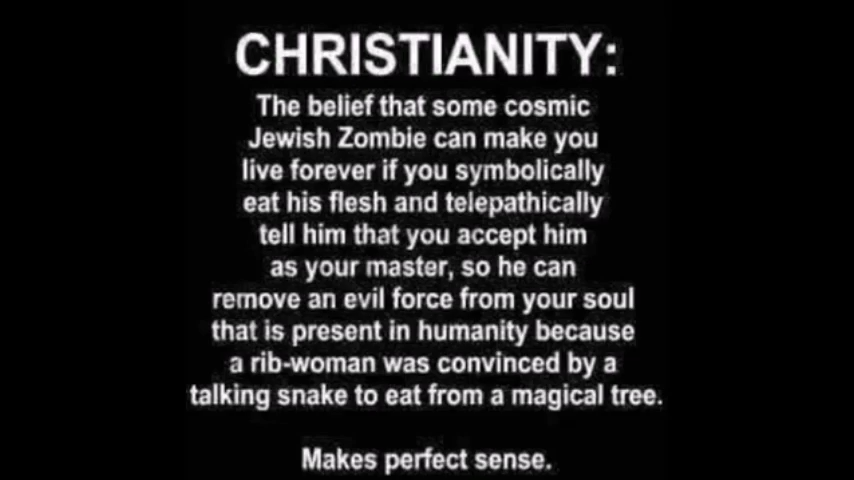 CHRISTIANITY:
The belief that some cosmic
Jewish Zombie can make you
live forever if you symbolically
eat his flesh and telepathically
tell him that you accept him
as your master, so he can
remove an evil force from your soul
that is present in humanity because
a rib-woman was convinced by a
talking snake to eat from a magical tree.
Makes perfect sense.